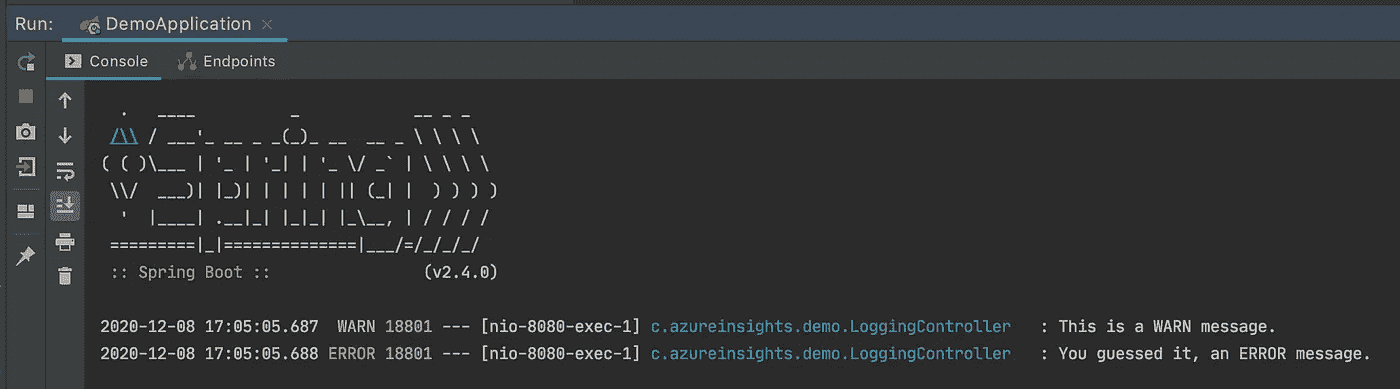 Run: DemoApplication ×
Console Endpoints
  .   ____          _            __ _ _
 /\\ / ___'_ __ _ _(_)_ __  __ _ \ \ \ \
( ( )\___ | '_ | '_| | '_ \/ _` | \ \ \ \
 \\/  ___)| |_)| | | | | || (_| |  ) ) ) )
  '  |____| .__|_| |_|_| |_\__, | / / / /
 =========|_|==============|___/=/_/_/_/
 :: Spring Boot ::                (v2.4.0)
2020-12-08 17:05:05.687  WARN 18801 --- [nio-8080-exec-1] c.azureinsights.demo.LoggingController   : This is a WARN message.
2020-12-08 17:05:05.688 ERROR 18801 --- [nio-8080-exec-1] c.azureinsights.demo.LoggingController   : You guessed it, an ERROR message.